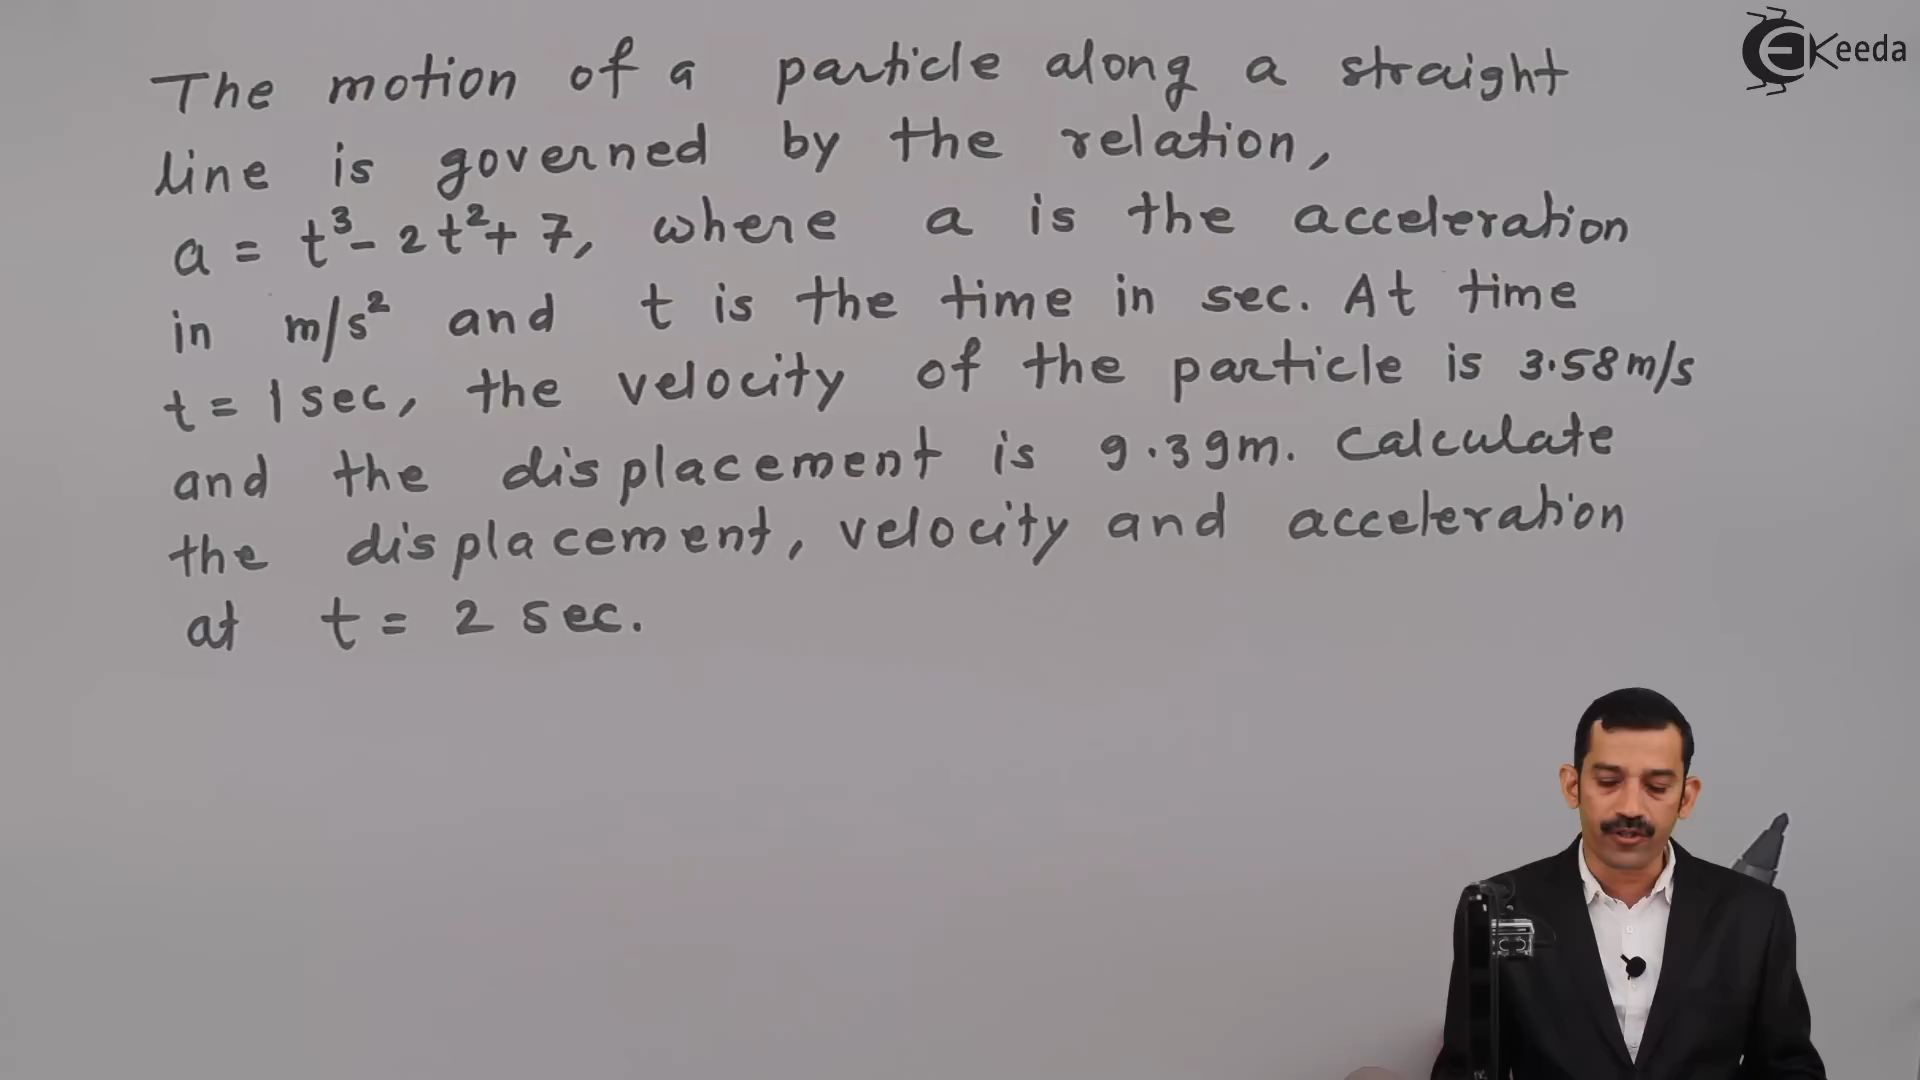 EKeeda
The motion of a particle along a straight
line is governed by the relation,
a = t³- 2t²+ 7, where a is the acceleration
in m/s² and t is the time in sec. At time
t = 1 sec, the velocity of the particle is 3.58m/s
and the displacement is 9.39m. Calculate
the displacement, velocity and acceleration
at t = 2 sec.